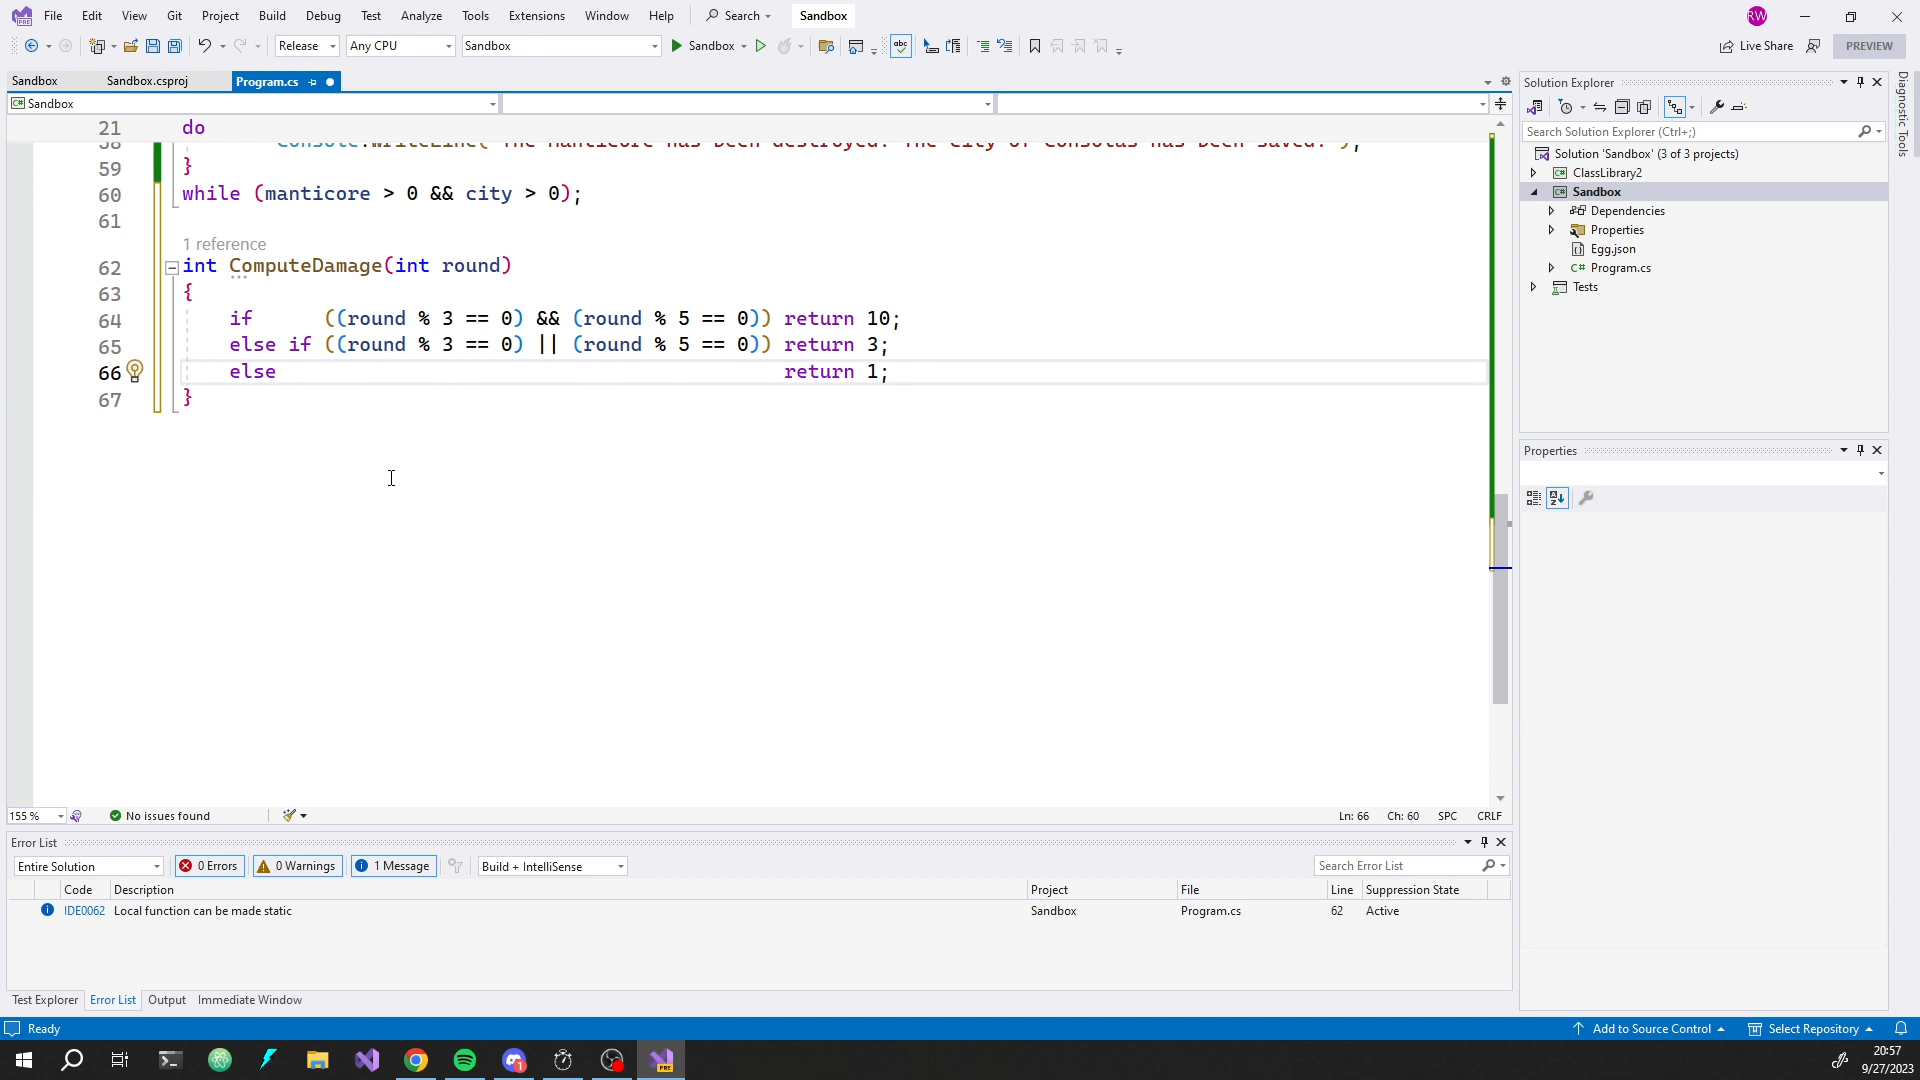 File Edit View Git Project Build Debug Test Analyze Tools Extensions Window Help Search Sandbox RW
Release Any CPU Sandbox Sandbox Live Share PREVIEW
Sandbox Sandbox.csproj Program.cs
C# Sandbox
21 do
59 }
60 while (manticore > 0 && city > 0);
61
1 reference
62 int ComputeDamage(int round)
63 {
64 if ((round % 3 == 0) && (round % 5 == 0)) return 10;
65 else if ((round % 3 == 0) || (round % 5 == 0)) return 3;
66 else return 1;
67 }
155 % No issues found Ln: 66 Ch: 60 SPC CRLF
Error List
Entire Solution 0 Errors 0 Warnings 1 Message Build + IntelliSense Search Error List
Code Description Project File Line Suppression State
IDE0062 Local function can be made static Sandbox Program.cs 62 Active
Test Explorer Error List Output Immediate Window
Solution Explorer
Search Solution Explorer (Ctrl+;)
Solution 'Sandbox' (3 of 3 projects)
C# ClassLibrary2
C# Sandbox
Dependencies
Properties
Egg.json
C# Program.cs
Tests
Properties
Diagnostic Tools
Ready Add to Source Control Select Repository
20:57
9/27/2023